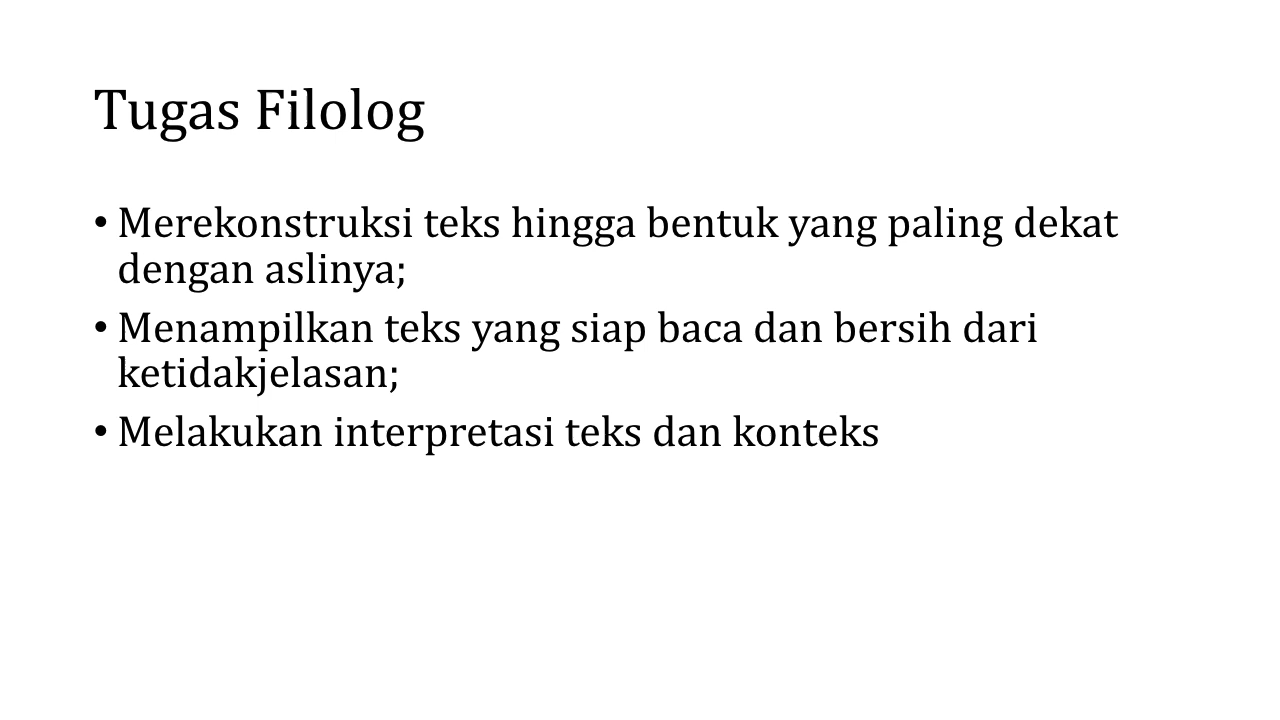 Tugas Filolog
• Merekonstruksi teks hingga bentuk yang paling dekat
dengan aslinya;
• Menampilkan teks yang siap baca dan bersih dari
ketidakjelasan;
• Melakukan interpretasi teks dan konteks